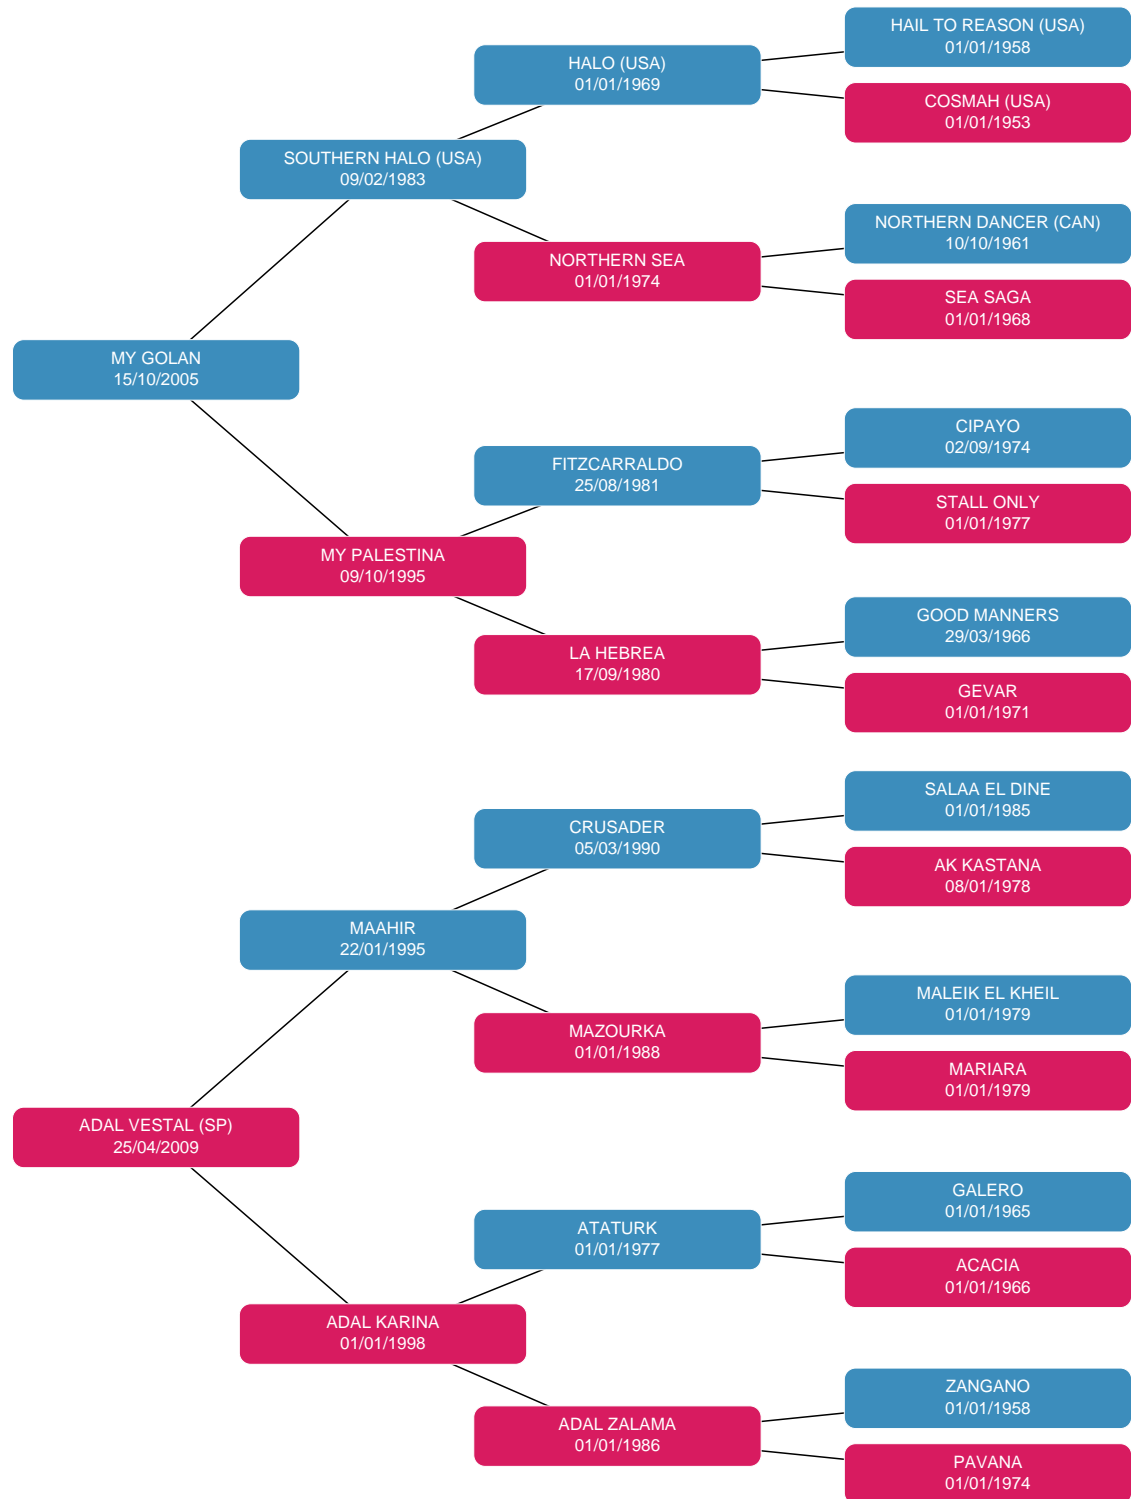 HAIL TO REASON (USA)
01/01/1958
HALO (USA)
01/01/1969
COSMAH (USA)
01/01/1953
SOUTHERN HALO (USA)
09/02/1983
NORTHERN DANCER (CAN)
10/10/1961
NORTHERN SEA
01/01/1974
SEA SAGA
01/01/1968
MY GOLAN
15/10/2005
CIPAYO
02/09/1974
FITZCARRALDO
25/08/1981
STALL ONLY
01/01/1977
MY PALESTINA
09/10/1995
GOOD MANNERS
29/03/1966
LA HEBREA
17/09/1980
GEVAR
01/01/1971
SALAA EL DINE
01/01/1985
CRUSADER
05/03/1990
AK KASTANA
08/01/1978
MAAHIR
22/01/1995
MALEIK EL KHEIL
01/01/1979
MAZOURKA
01/01/1988
MARIARA
01/01/1979
ADAL VESTAL (SP)
25/04/2009
GALERO
01/01/1965
ATATURK
01/01/1977
ACACIA
01/01/1966
ADAL KARINA
01/01/1998
ZANGANO
01/01/1958
ADAL ZALAMA
01/01/1986
PAVANA
01/01/1974